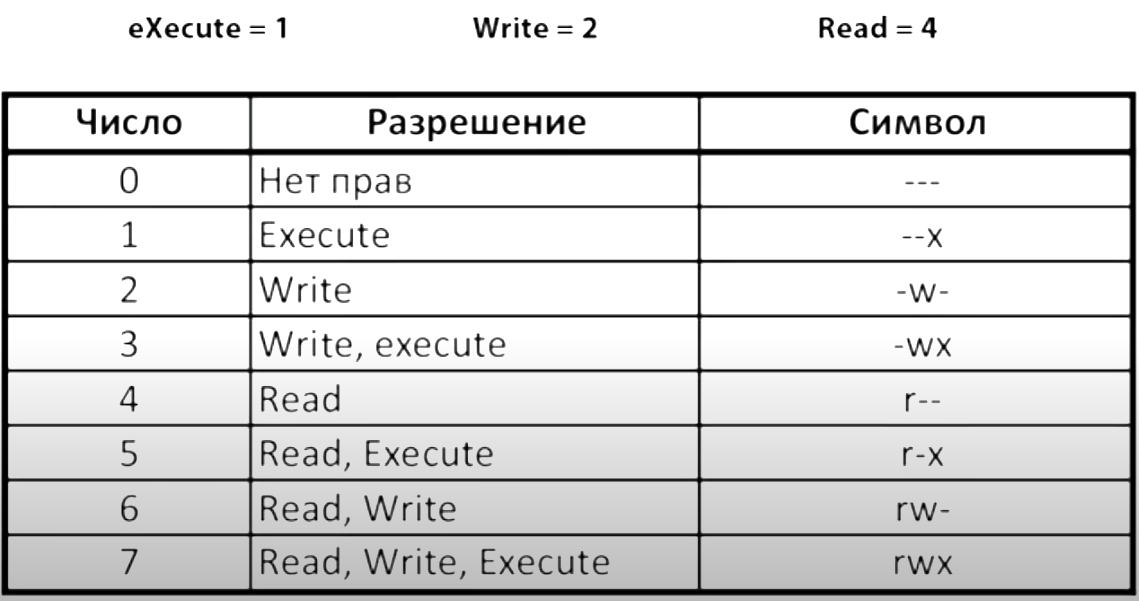 eXecute = 1 Write = 2 Read = 4
Число Разрешение Символ
0 Нет прав ---
1 Execute --x
2 Write -w-
3 Write, execute -wx
4 Read r--
5 Read, Execute r-x
6 Read, Write rw-
7 Read, Write, Execute rwx